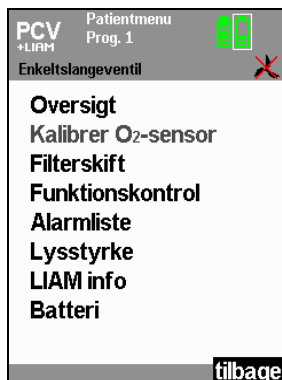 PCV
+LIAM
Patientmenu
Prog. 1
Enkeltslangeventil
Oversigt
Kalibrer O2-sensor
Filterskift
Funktionskontrol
Alarmliste
Lysstyrke
LIAM info
Batteri
tilbage